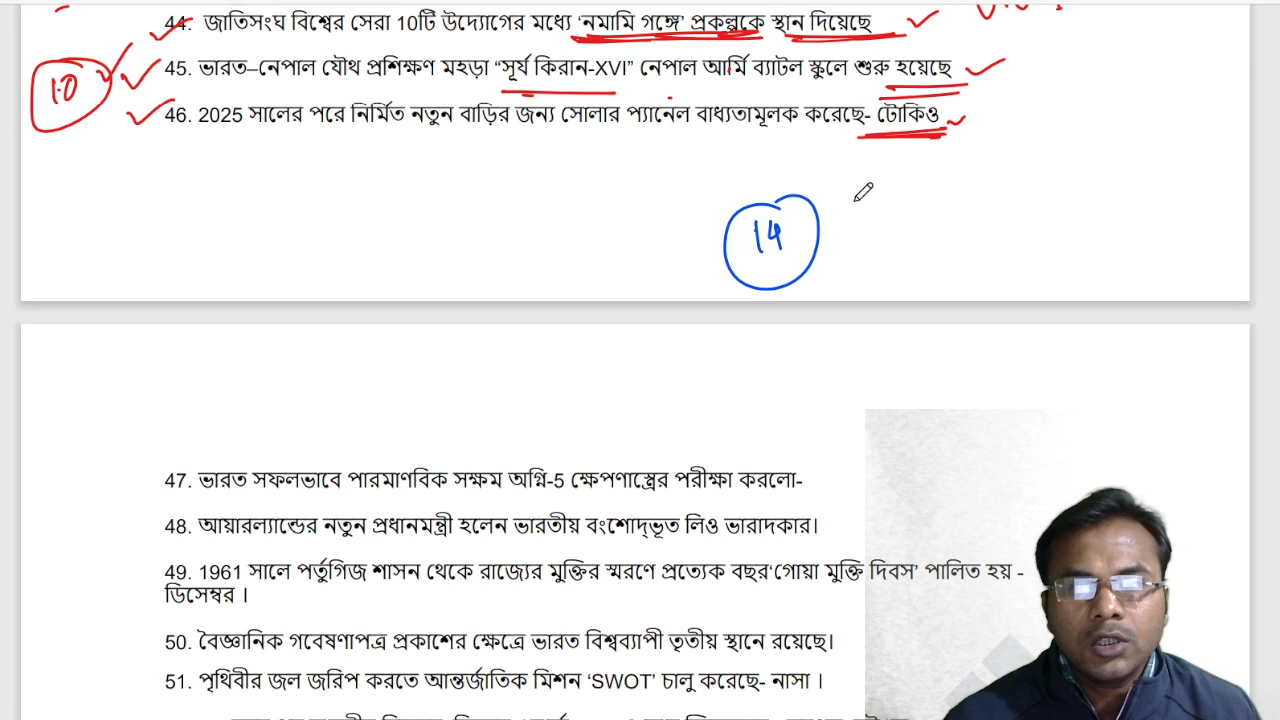 44. জাতিসংঘ বিশ্বের সেরা 10টি উদ্যোগের মধ্যে ‘নমামি গঙ্গে’ প্রকল্পকে স্থান দিয়েছে
10
45. ভারত–নেপাল যৌথ প্রশিক্ষণ মহড়া “সূর্য কিরান-XVI” নেপাল আর্মি ব্যাটল স্কুলে শুরু হয়েছে
46. 2025 সালের পরে নির্মিত নতুন বাড়ির জন্য সোলার প্যানেল বাধ্যতামূলক করেছে- টোকিও
14
47. ভারত সফলভাবে পারমাণবিক সক্ষম অগ্নি-5 ক্ষেপণাস্ত্রের পরীক্ষা করলো-
48. আয়ারল্যান্ডের নতুন প্রধানমন্ত্রী হলেন ভারতীয় বংশোদ্ভূত লিও ভারাদকার।
49. 1961 সালে পর্তুগিজ শাসন থেকে রাজ্যের মুক্তির স্মরণে প্রত্যেক বছর‘গোয়া মুক্তি দিবস’ পালিত হয় -
ডিসেম্বর ।
50. বৈজ্ঞানিক গবেষণাপত্র প্রকাশের ক্ষেত্রে ভারত বিশ্বব্যাপী তৃতীয় স্থানে রয়েছে।
51. পৃথিবীর জল জরিপ করতে আন্তর্জাতিক মিশন ‘SWOT’ চালু করেছে- নাসা ।